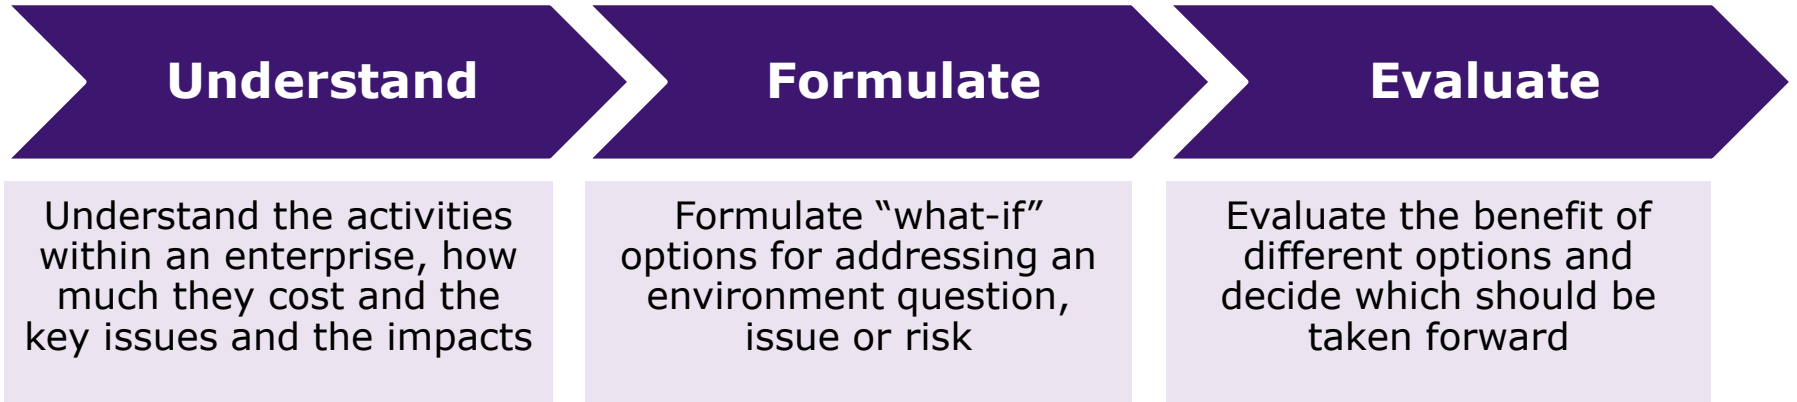 Understand
Formulate
Evaluate
Understand the activities
within an enterprise, how
much they cost and the
key issues and the impacts
Formulate “what-if”
options for addressing an
environment question,
issue or risk
Evaluate the benefit of
different options and
decide which should be
taken forward